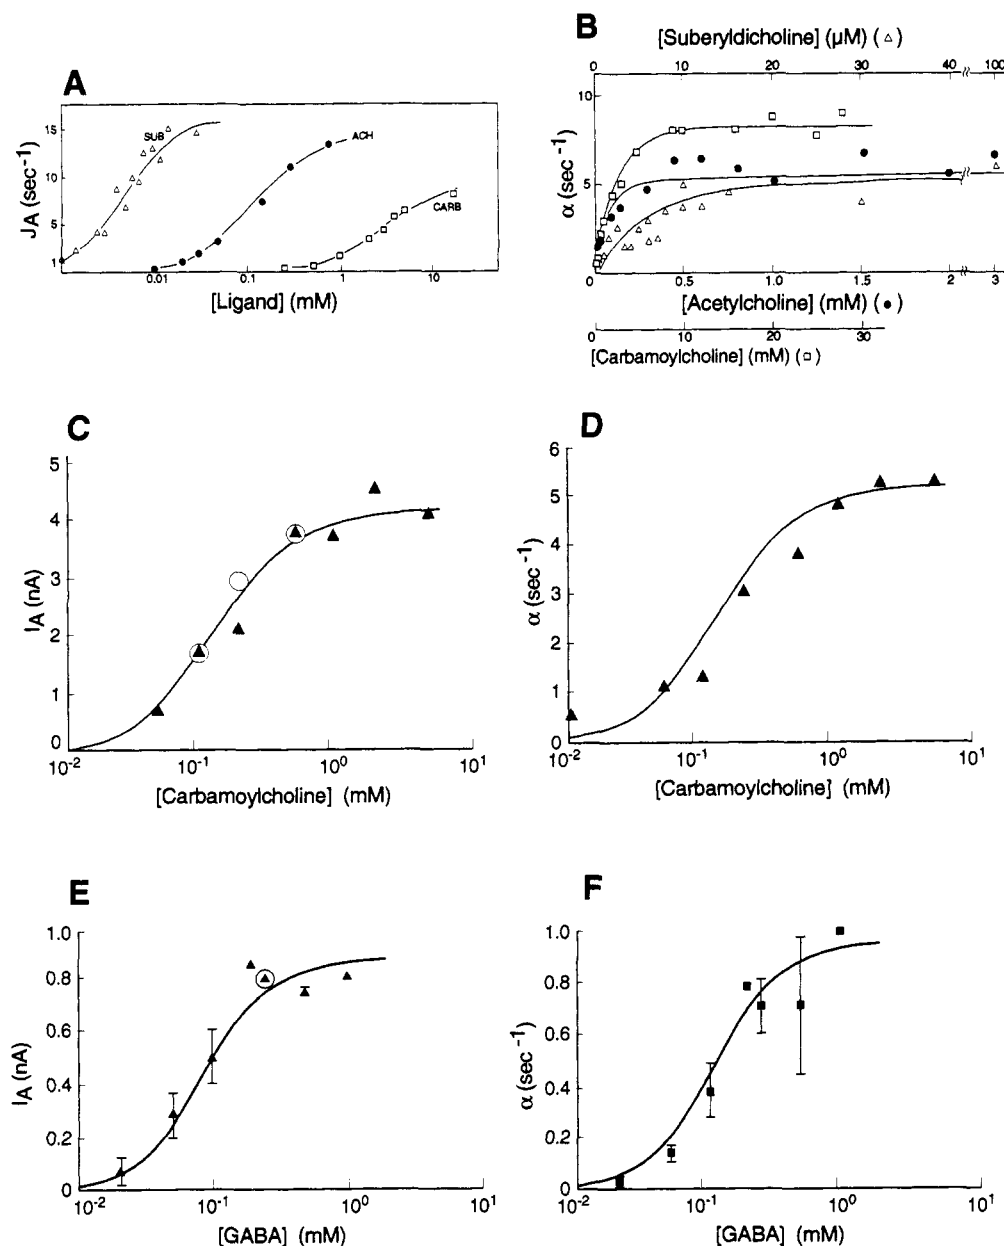 A
J_A (sec⁻¹)
15
10
5
1
SUB
ACH
CARB
0.01 0.1 1 10
[Ligand] (mM)
B
[Suberyldicholine] (µM) (△)
0 10 20 30 40 100
α (sec⁻¹)
10
5
0
0 0.5 1.0 1.5 2 3
[Acetylcholine] (mM) (●)
0 10 20 30
[Carbamoylcholine] (mM) (□)
C
I_A (nA)
5
4
3
2
1
0
10⁻² 10⁻¹ 10⁰ 10¹
[Carbamoylcholine] (mM)
D
α (sec⁻¹)
6
5
4
3
2
1
0
10⁻² 10⁻¹ 10⁰ 10¹
[Carbamoylcholine] (mM)
E
I_A (nA)
1.0
0.8
0.6
0.4
0.2
0
10⁻² 10⁻¹ 10⁰ 10¹
[GABA] (mM)
F
α (sec⁻¹)
1.0
0.8
0.6
0.4
0.2
0
10⁻² 10⁻¹ 10⁰ 10¹
[GABA] (mM)